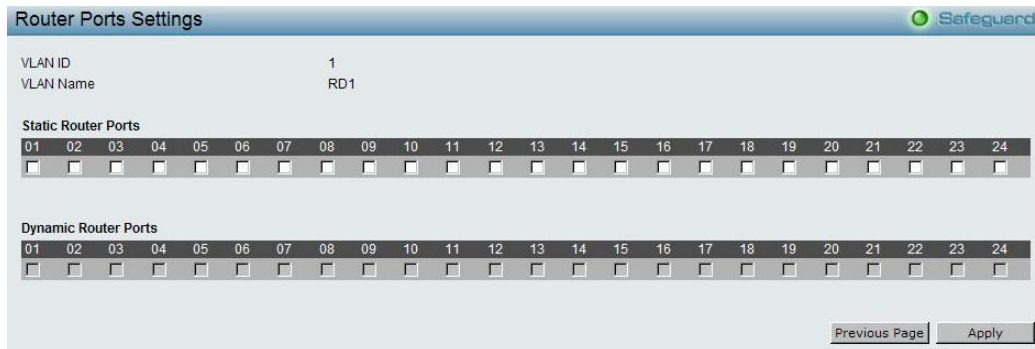 Router Ports Settings Safeguard
VLAN ID 1
VLAN Name RD1
Static Router Ports
01 02 03 04 05 06 07 08 09 10 11 12 13 14 15 16 17 18 19 20 21 22 23 24
Dynamic Router Ports
01 02 03 04 05 06 07 08 09 10 11 12 13 14 15 16 17 18 19 20 21 22 23 24
Previous Page Apply